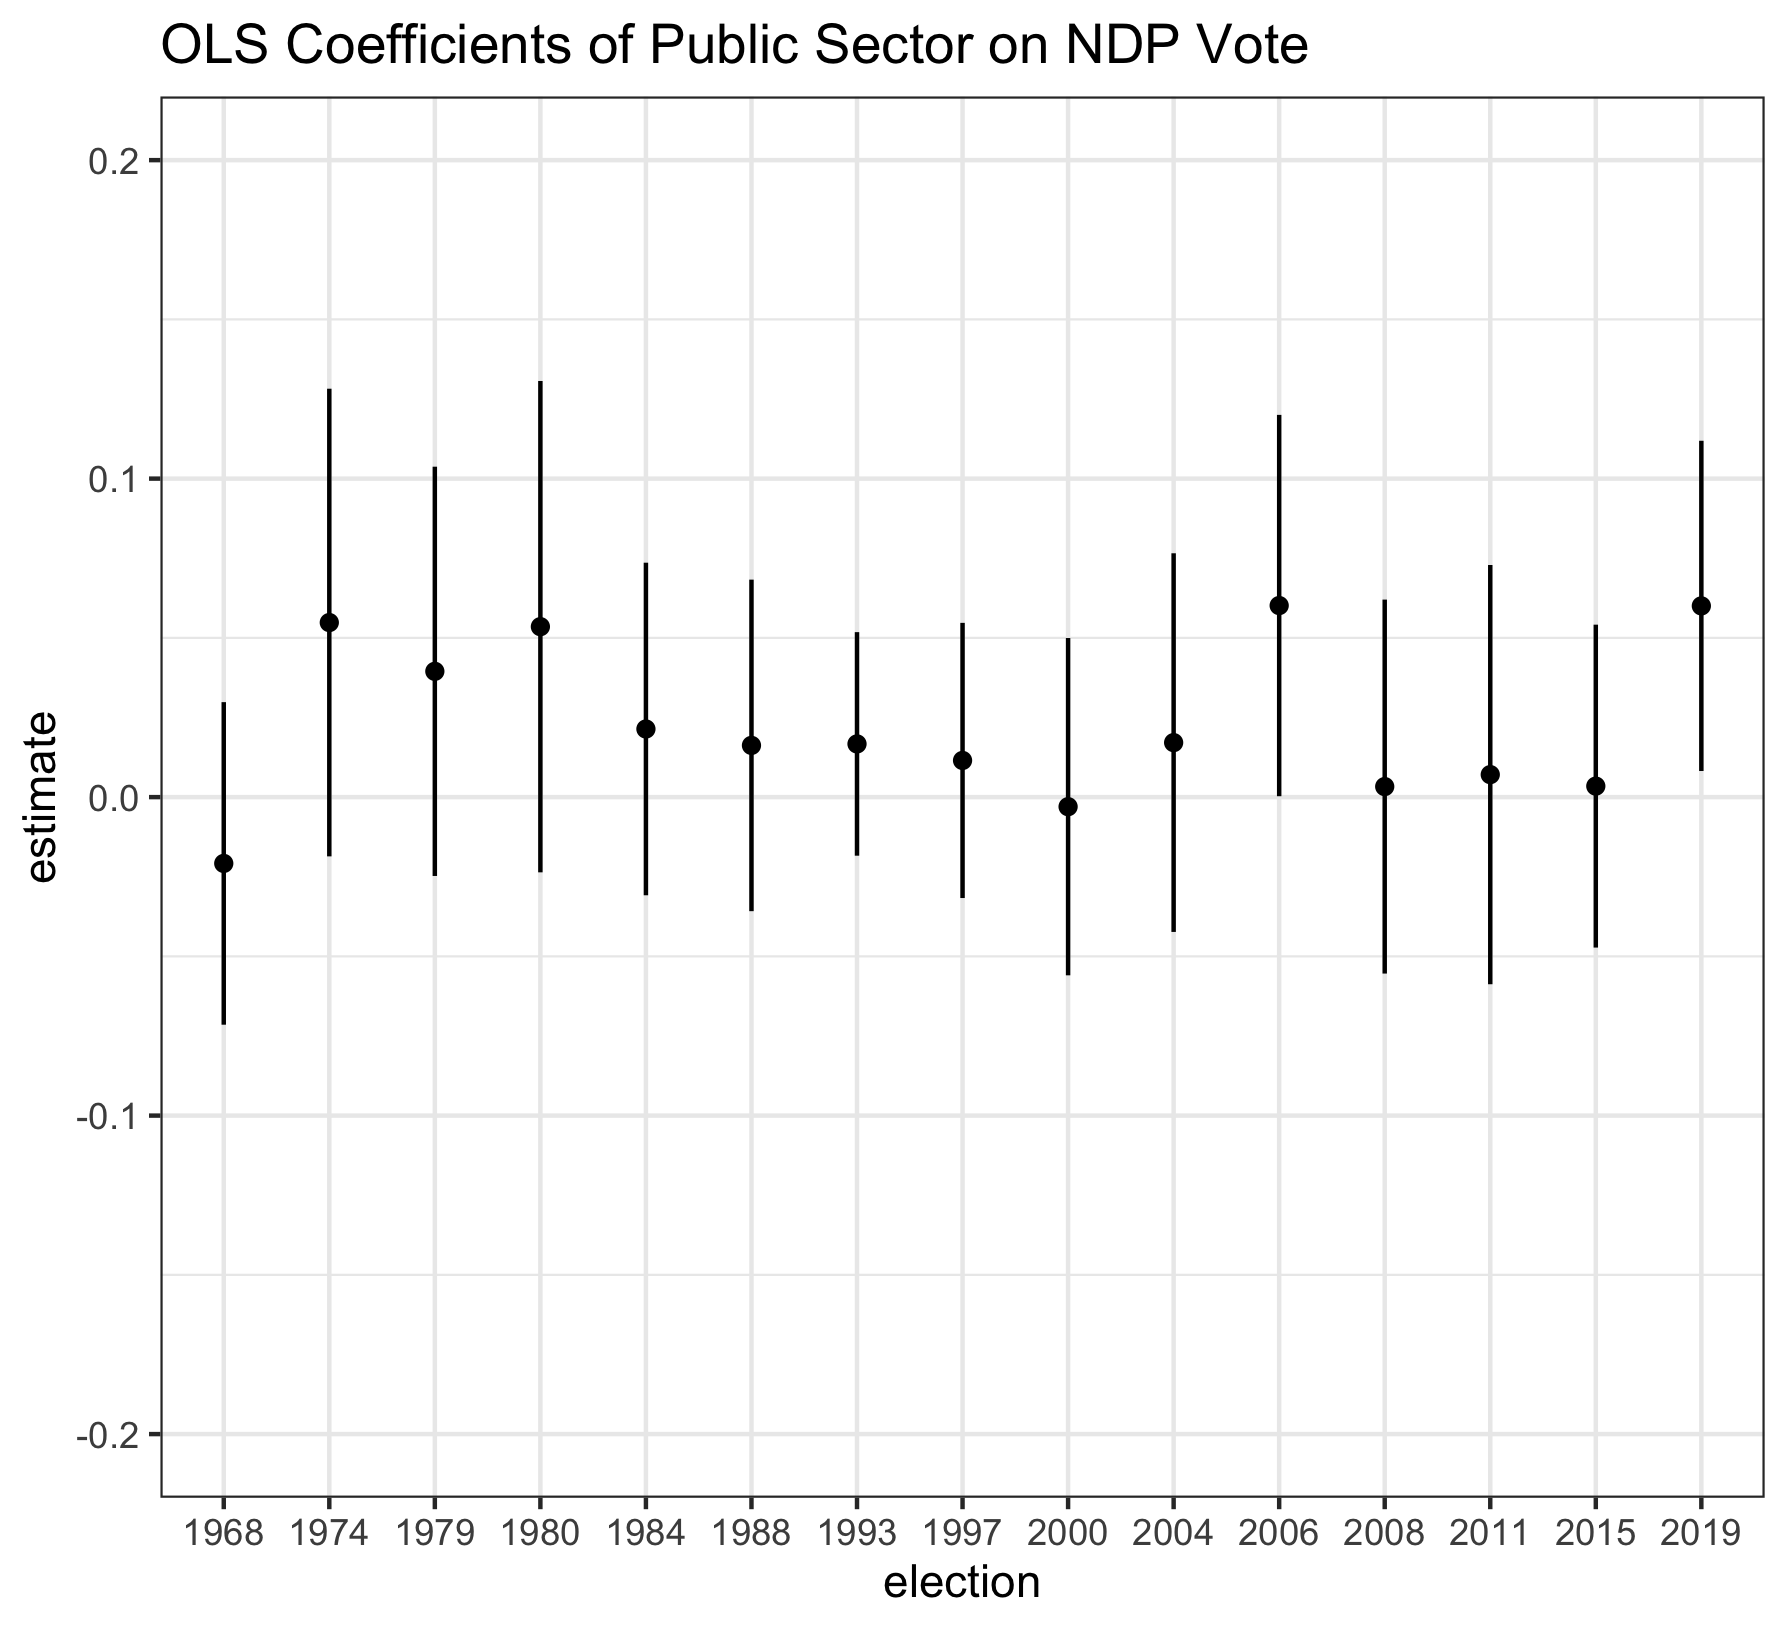 OLS Coefficients of Public Sector on NDP Vote
0.2
0.1
0.0
-0.1
-0.2
estimate
1968 1974 1979 1980 1984 1988 1993 1997 2000 2004 2006 2008 2011 2015 2019
election